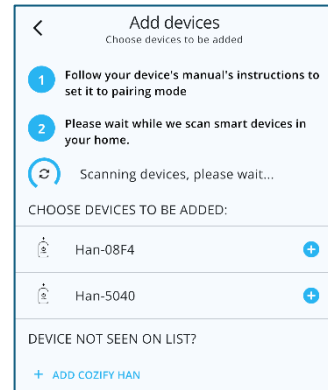 Add devices
Choose devices to be added
1 Follow your device's manual's instructions to
set it to pairing mode
2 Please wait while we scan smart devices in
your home.
Scanning devices, please wait...
CHOOSE DEVICES TO BE ADDED:
Han-08F4
Han-5040
DEVICE NOT SEEN ON LIST?
+ ADD COZIFY HAN